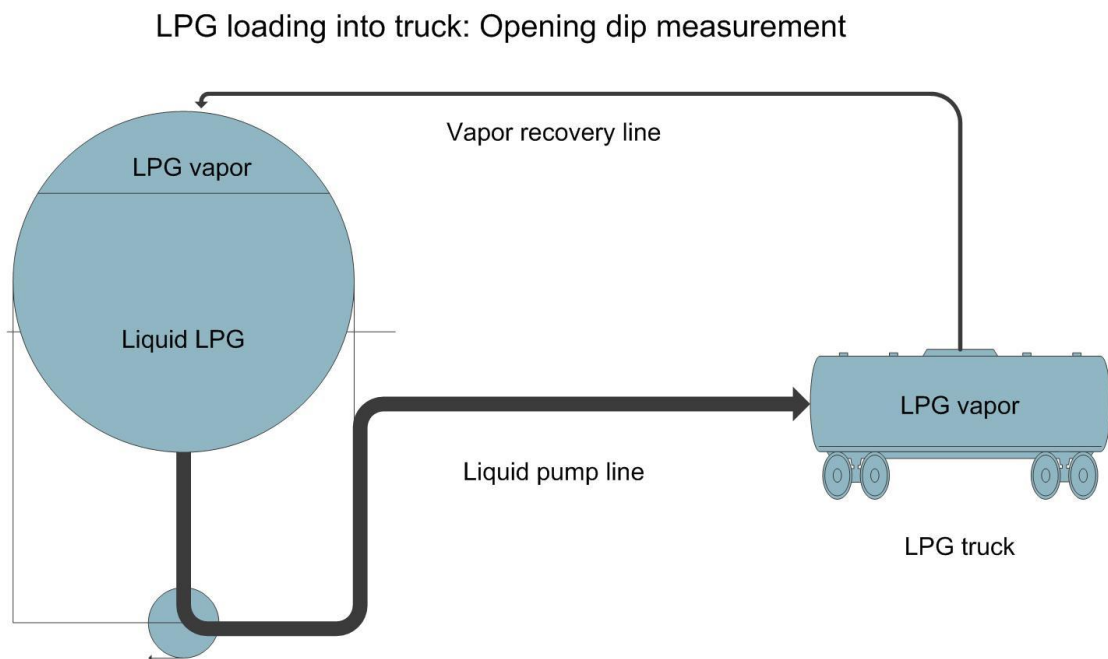 LPG loading into truck: Opening dip measurement
Vapor recovery line
LPG vapor
Liquid LPG
LPG vapor
Liquid pump line
LPG truck